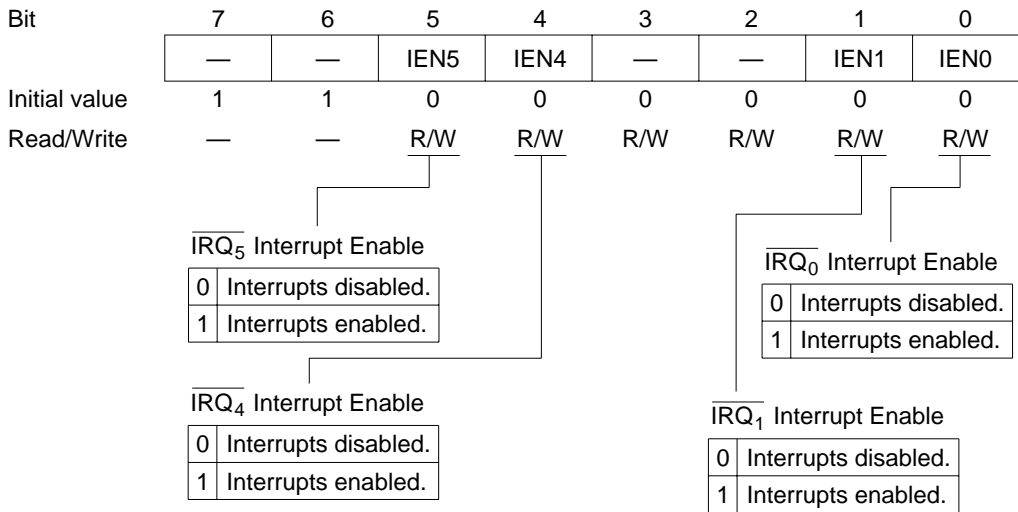 Bit 7 6 5 4 3 2 1 0
— — IEN5 IEN4 — — IEN1 IEN0
Initial value 1 1 0 0 0 0 0 0
Read/Write — — R/W R/W R/W R/W R/W R/W
IRQ5 Interrupt Enable
0 Interrupts disabled.
1 Interrupts enabled.
IRQ0 Interrupt Enable
0 Interrupts disabled.
1 Interrupts enabled.
IRQ4 Interrupt Enable
0 Interrupts disabled.
1 Interrupts enabled.
IRQ1 Interrupt Enable
0 Interrupts disabled.
1 Interrupts enabled.